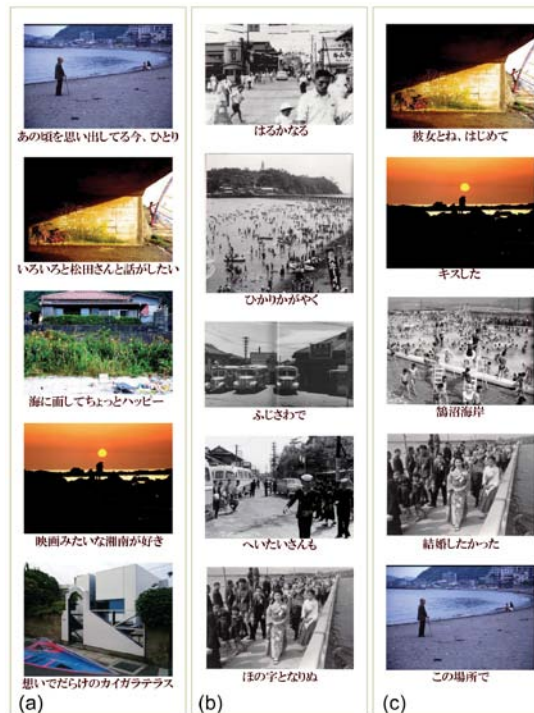 あの頃を思い出してる今、ひとり
いろいろと松田さんと話がしたい
海に面してちょっとハッピー
映画みたいな湘南が好き
想いでだらけのカイガラテラス
(a)
はるかなる
ひかりかがやく
ふじさわで
へいたいさんも
ほの字となりぬ
(b)
彼女とね、はじめて
キスした
鵠沼海岸
結婚したかった
この場所で
(c)